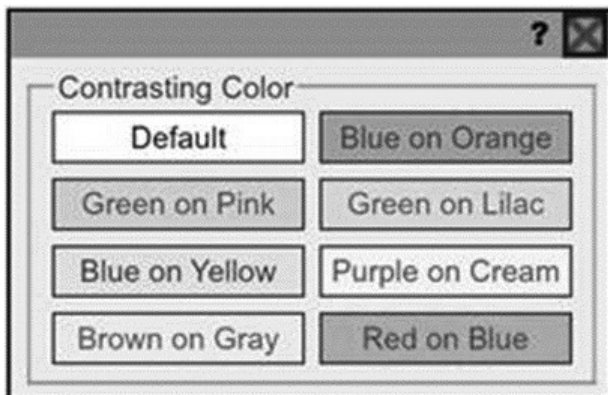 ?
Contrasting Color
Default
Blue on Orange
Green on Pink
Green on Lilac
Blue on Yellow
Purple on Cream
Brown on Gray
Red on Blue